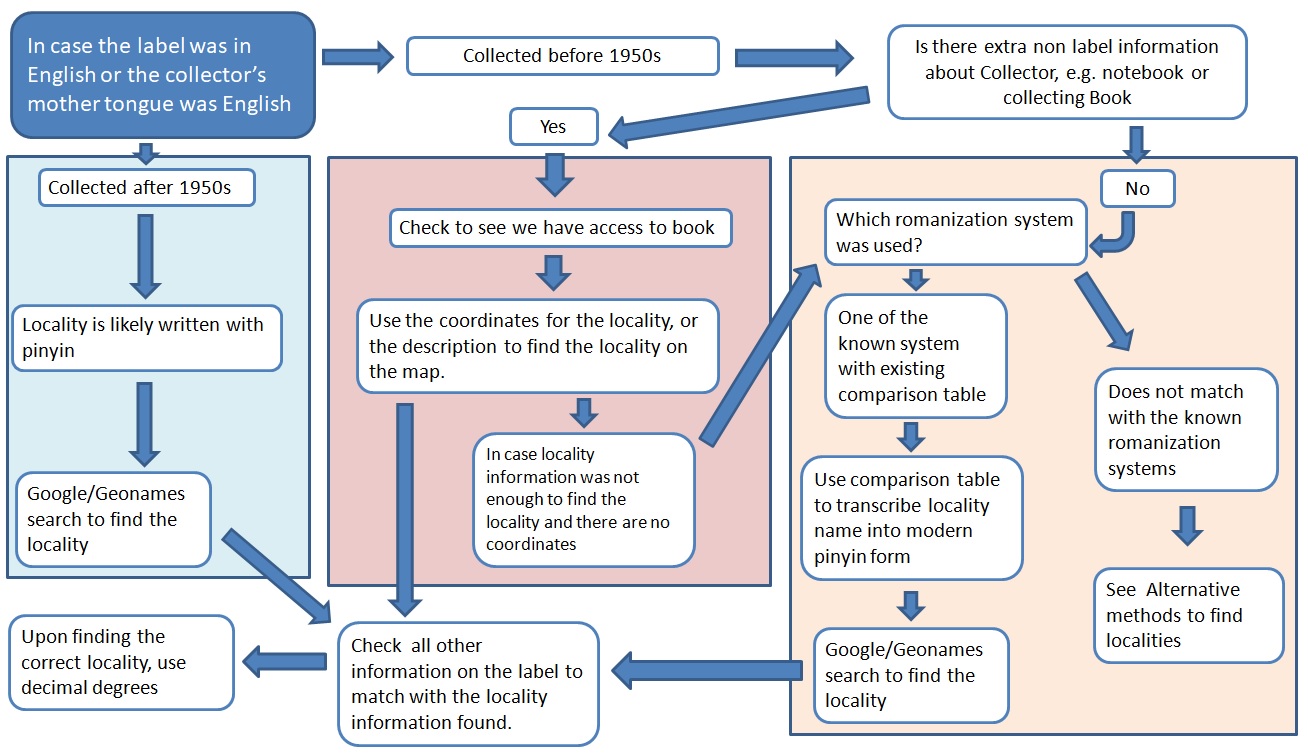 In case the label was in
English or the collector's
mother tongue was English
Collected before 1950s
Is there extra non label information
about Collector, e.g. notebook or
collecting Book
Yes
No
Collected after 1950s
Locality is likely written with
pinyin
Google/Geonames
search to find the
locality
Check to see we have access to book
Use the coordinates for the locality, or
the description to find the locality on
the map.
In case locality
information was not
enough to find the
locality and there are no
coordinates
Which romanization system
was used?
One of the
known system
with existing
comparison table
Use comparison table
to transcribe locality
name into modern
pinyin form
Google/Geonames
search to find the
locality
Does not match
with the known
romanization
systems
See Alternative
methods to find
localities
Check all other
information on the label to
match with the locality
information found.
Upon finding the
correct locality, use
decimal degrees